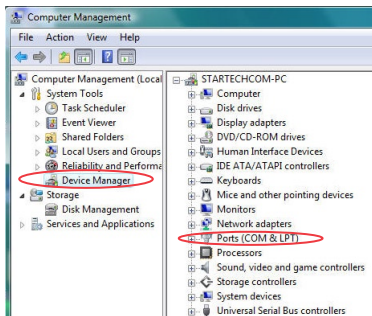 Computer Management
File Action View Help
Computer Management (Local
System Tools
Task Scheduler
Event Viewer
Shared Folders
Local Users and Groups
Reliability and Performa
Device Manager
Storage
Disk Management
Services and Applications
STARTECHCOM-PC
Computer
Disk drives
Display adapters
DVD/CD-ROM drives
Human Interface Devices
IDE ATA/ATAPI controllers
Keyboards
Mice and other pointing devices
Monitors
Network adapters
Ports (COM & LPT)
Processors
Sound, video and game controllers
Storage controllers
System devices
Universal Serial Bus controllers